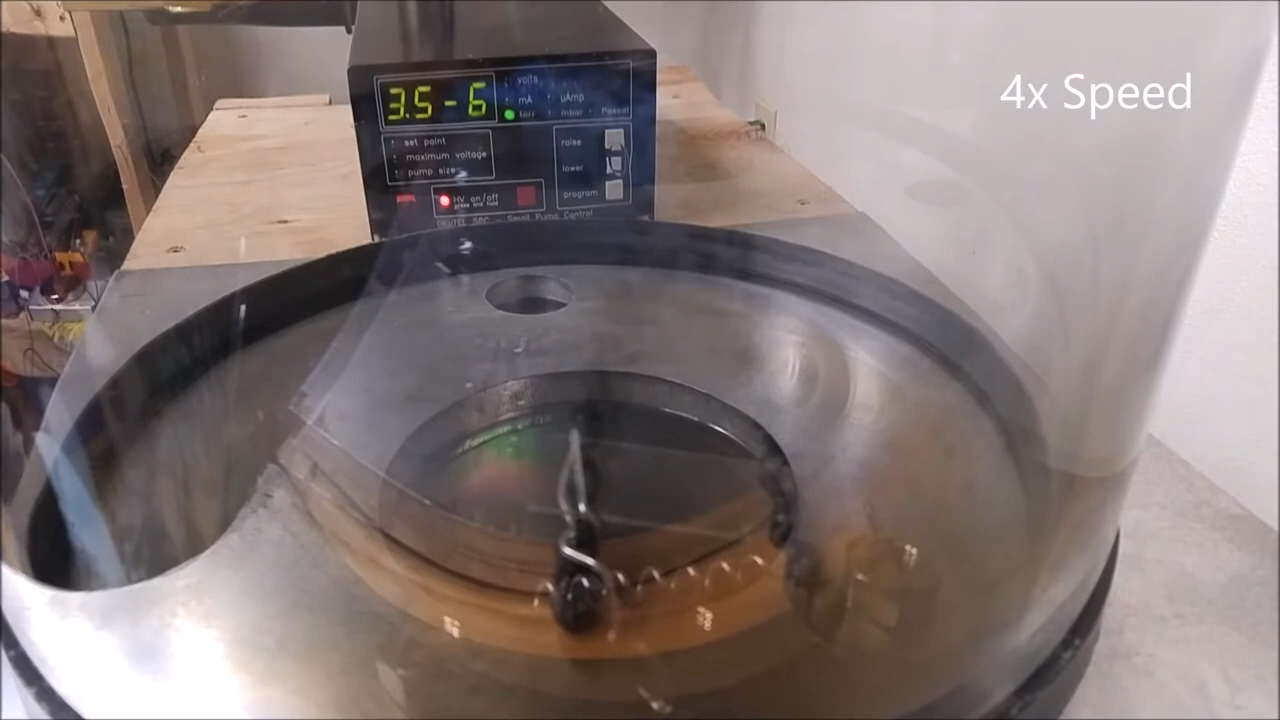 4x Speed
3.5-6
volts
mA µAmp
torr mbar Pascal
set point
maximum voltage
pump size
raise
lower
program
HV on/off
press and hold
DIGITEL SPC - Small Pump Control